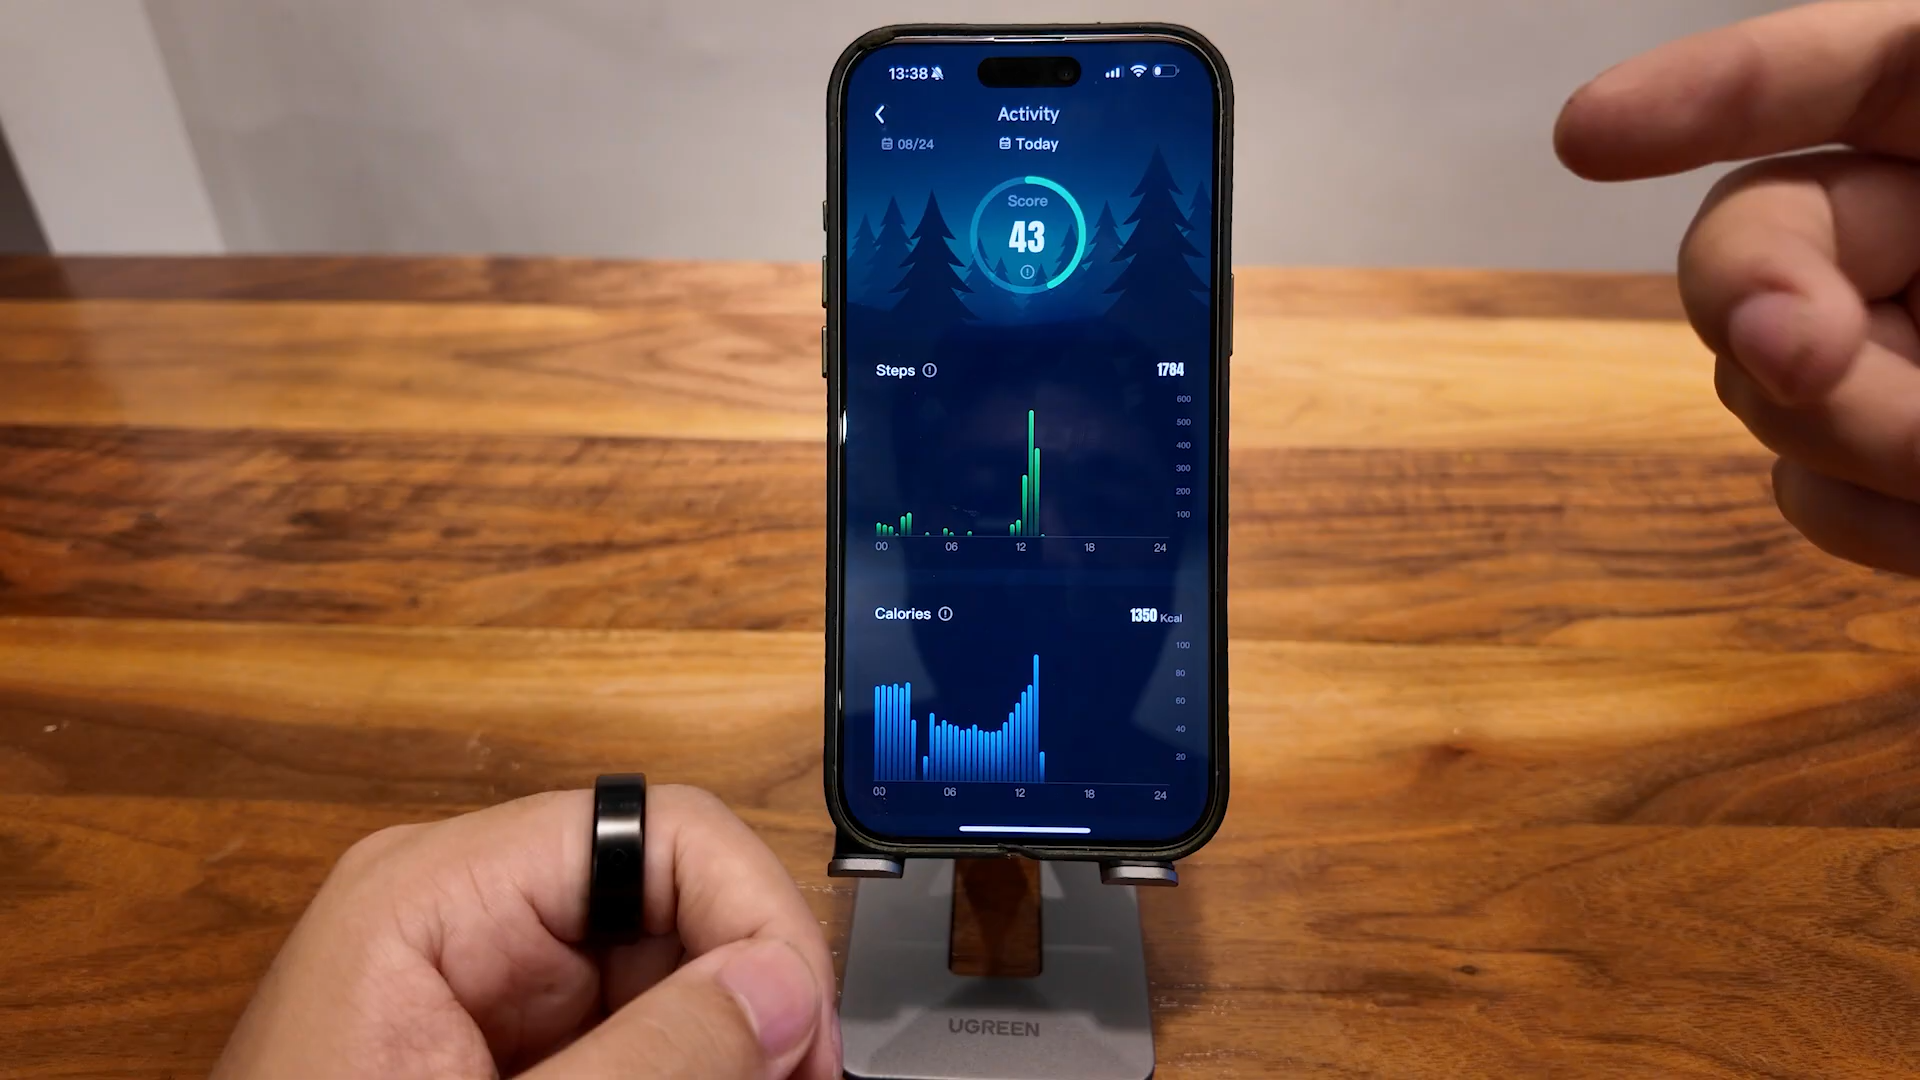 13:38
Activity
08/24 Today
Score
43
Steps 1784
600
500
400
300
200
100
00 06 12 18 24
Calories 1350 Kcal
100
80
60
40
20
00 06 12 18 24
UGREEN